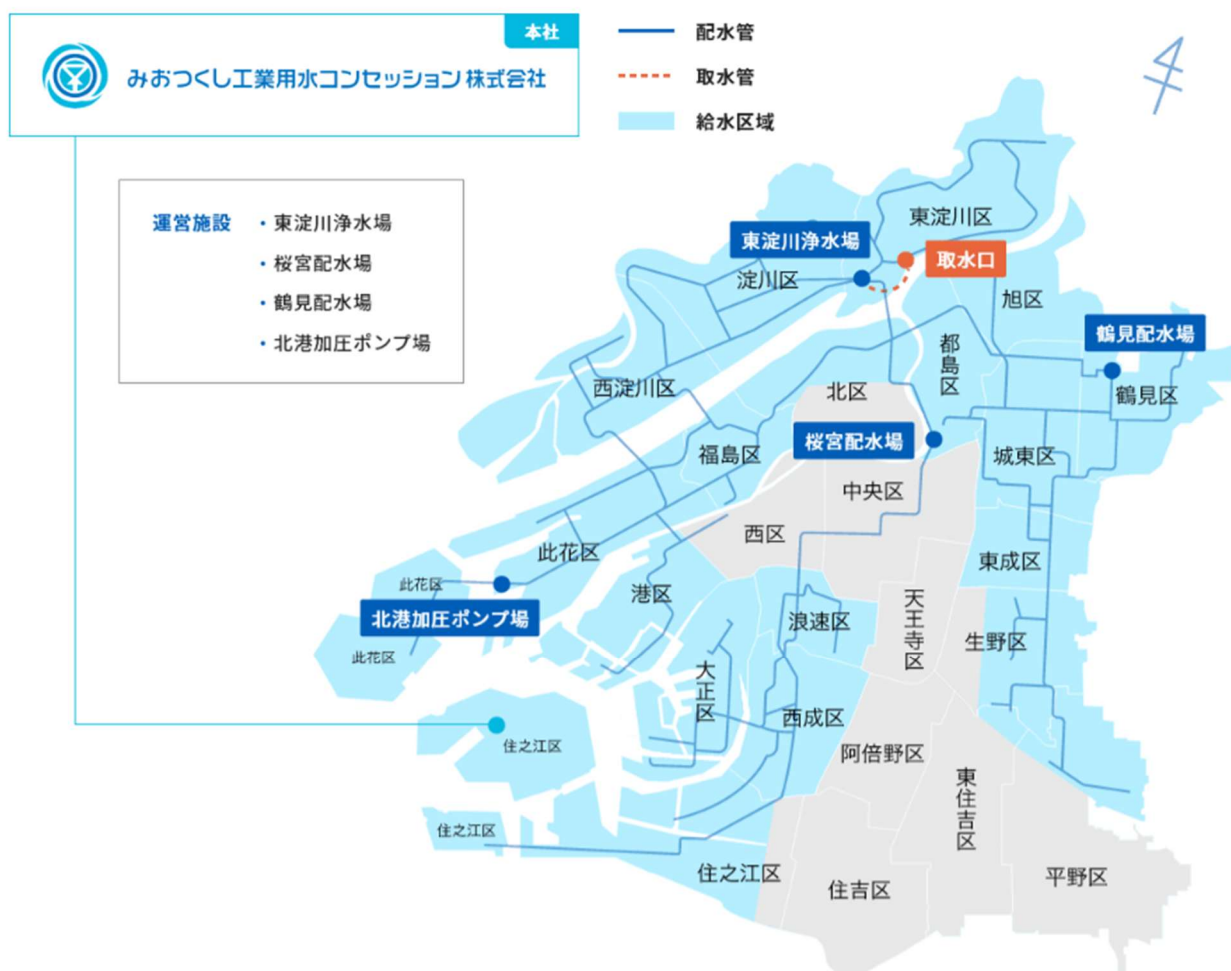 本社
みおつくし工業用水コンセッション 株式会社
配水管
取水管
給水区域
運営施設
・東淀川浄水場
・桜宮配水場
・鶴見配水場
・北港加圧ポンプ場
東淀川区
東淀川浄水場
取水口
淀川区
旭区
鶴見配水場
都島区
西淀川区
北区
鶴見区
桜宮配水場
福島区
城東区
中央区
西区
此花区
東成区
此花区
港区
天王寺区
北港加圧ポンプ場
浪速区
生野区
此花区
大正区
西成区
住之江区
阿倍野区
東住吉区
住之江区
住之江区
住吉区
平野区